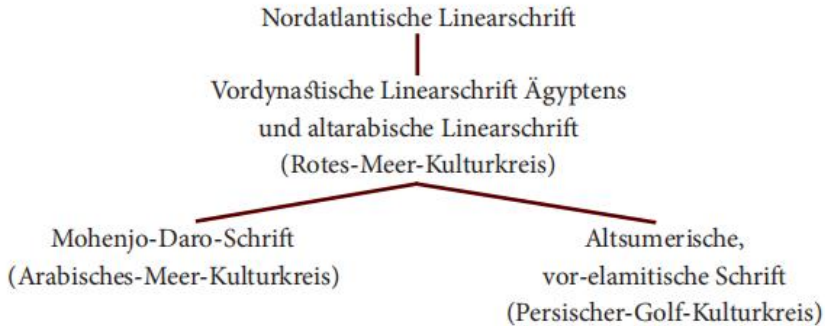 Nordatlantische Linearschrift
Vordynastische Linearschrift Ägyptens
und altarabische Linearschrift
(Rotes-Meer-Kulturkreis)
Mohenjo-Daro-Schrift
(Arabisches-Meer-Kulturkreis)
Altsumerische,
vor-elamitische Schrift
(Persischer-Golf-Kulturkreis)